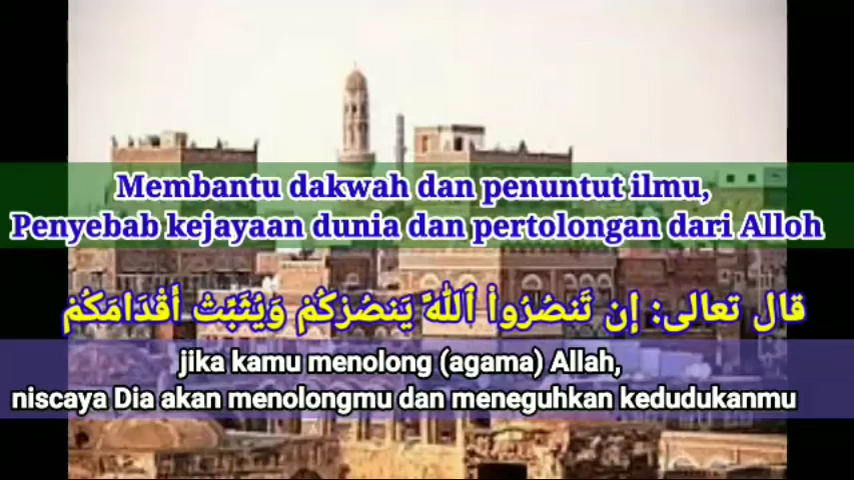 Membantu dakwah dan penuntut ilmu,
Penyebab kejayaan dunia dan pertolongan dari Alloh
قال تعالى: إن تَنصُرُوا۟ ٱللَّهَ يَنصُرْكُمْ وَيُثَبِّتْ أَقْدَامَكُمْ
jika kamu menolong (agama) Allah,
niscaya Dia akan menolongmu dan meneguhkan kedudukanmu